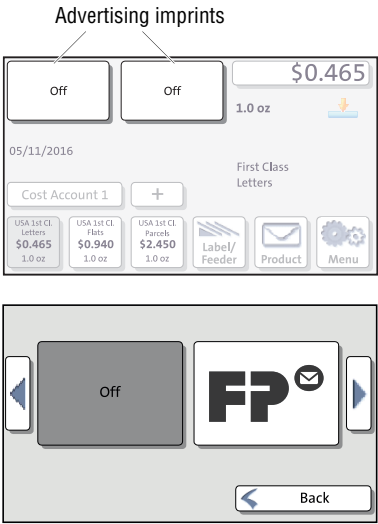 Advertising imprints
Off
Off
$0.465
1.0 oz
05/11/2016
First Class
Letters
Cost Account 1
+
USA 1st Cl.
Letters
$0.465
1.0 oz
USA 1st Cl.
Flats
$0.940
1.0 oz
USA 1st Cl.
Parcels
$2.450
1.0 oz
Label/
Feeder
Product
Menu
Off
FP
Back